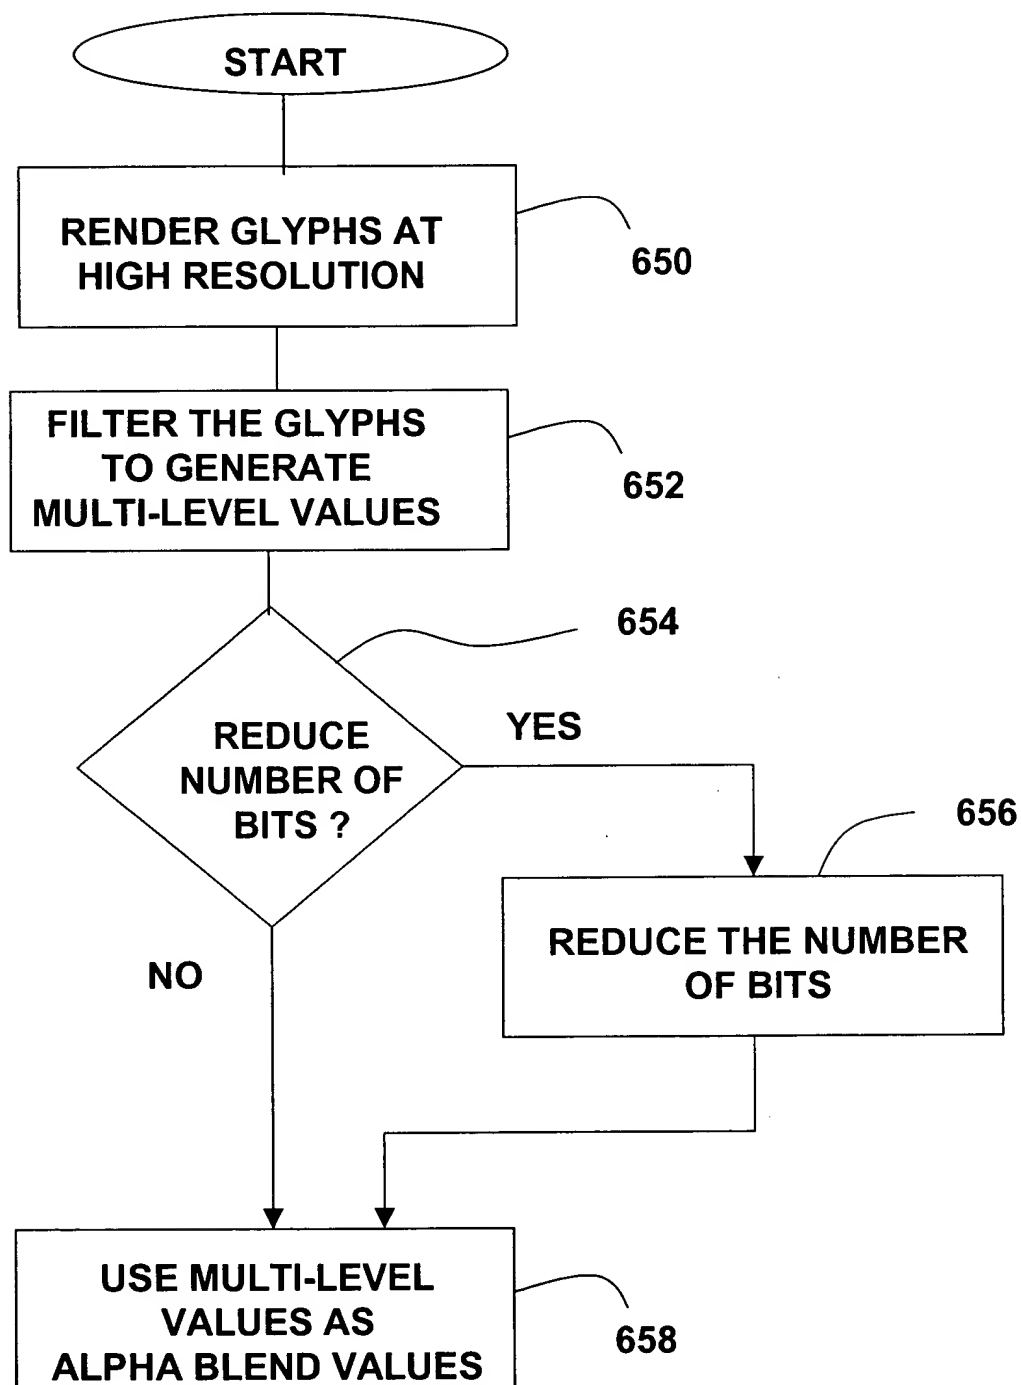 START
RENDER GLYPHS AT
HIGH RESOLUTION
650
FILTER THE GLYPHS
TO GENERATE
MULTI-LEVEL VALUES
652
654
REDUCE
NUMBER OF
BITS ?
YES
656
REDUCE THE NUMBER
OF BITS
NO
USE MULTI-LEVEL
VALUES AS
ALPHA BLEND VALUES
658